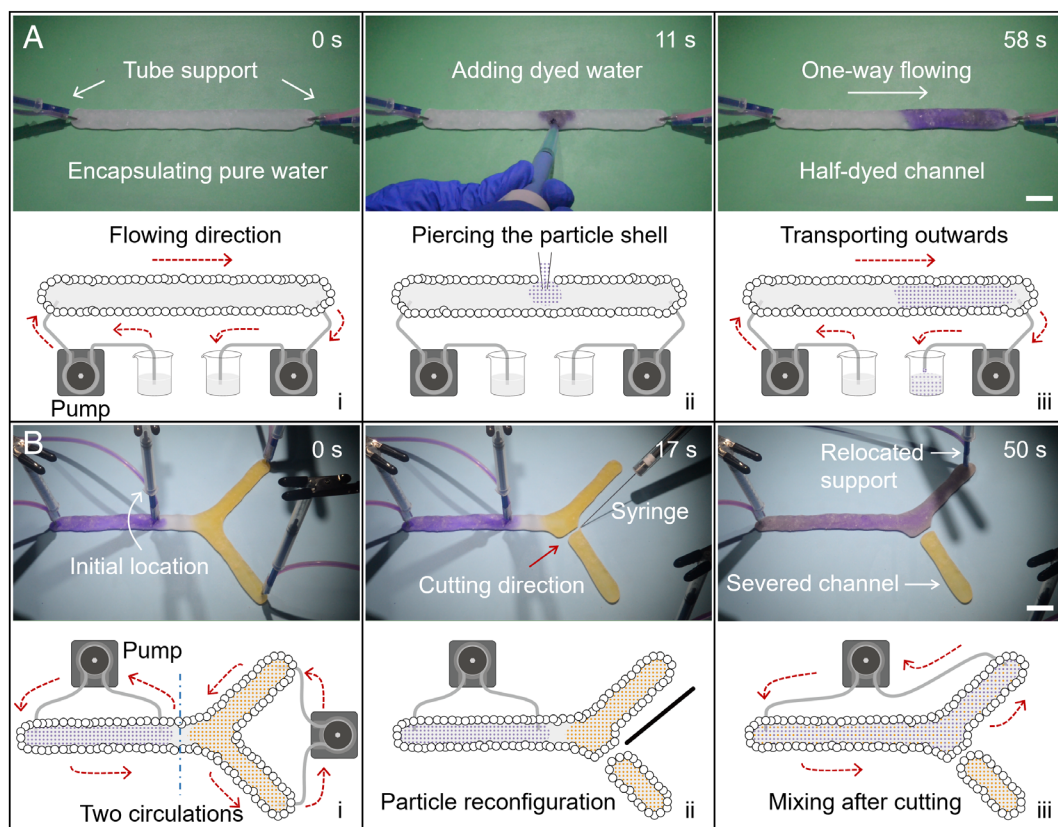 A
0 s
Tube support
Encapsulating pure water
11 s
Adding dyed water
58 s
One-way flowing
Half-dyed channel
Flowing direction
Pump
i
Piercing the particle shell
ii
Transporting outwards
iii
B
0 s
Initial location
17 s
Syringe
Cutting direction
Relocated
support
50 s
Severed channel
Pump
Two circulations
i
Particle reconfiguration
ii
Mixing after cutting
iii